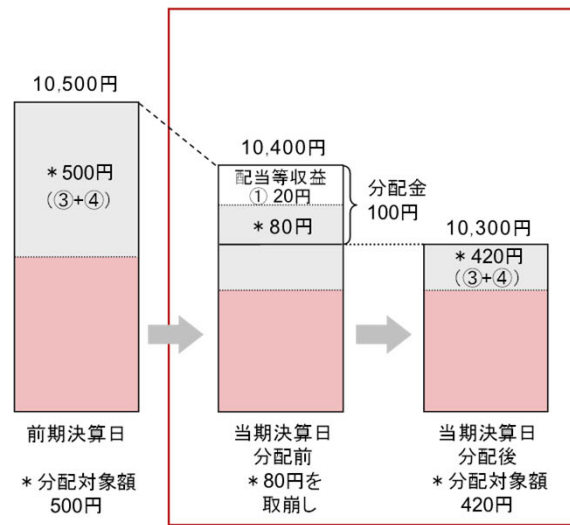 10,500円
*500円
(③+④)
前期決算日
*分配対象額
500円
10,400円
配当等収益
① 20円
*80円
分配金
100円
当期決算日
分配前
*80円を
取崩し
10,300円
*420円
(③+④)
当期決算日
分配後
*分配対象額
420円